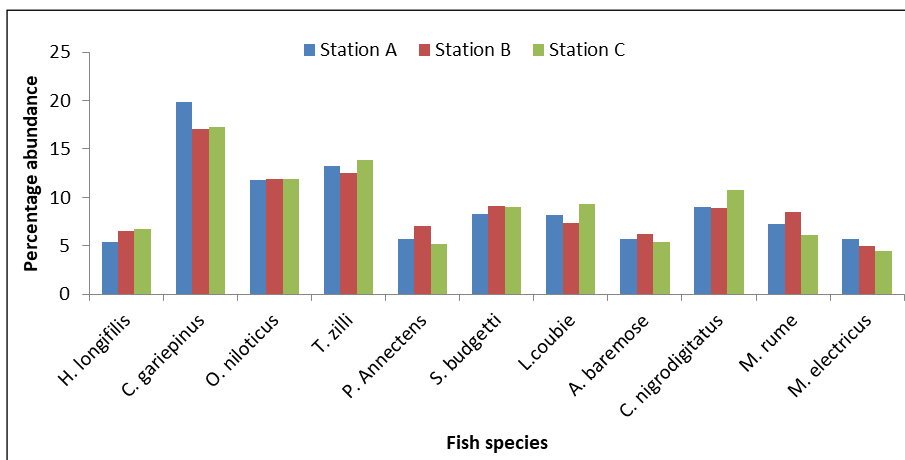 Station A Station B Station C
25
20
15
10
5
0
Percentage abundance
H. longifilis
C. gariepinus
O. niloticus
T. zilli
P. Annectens
S. budgetti
L.coubie
A. baremose
C. nigrodigitatus
M. rume
M. electricus
Fish species